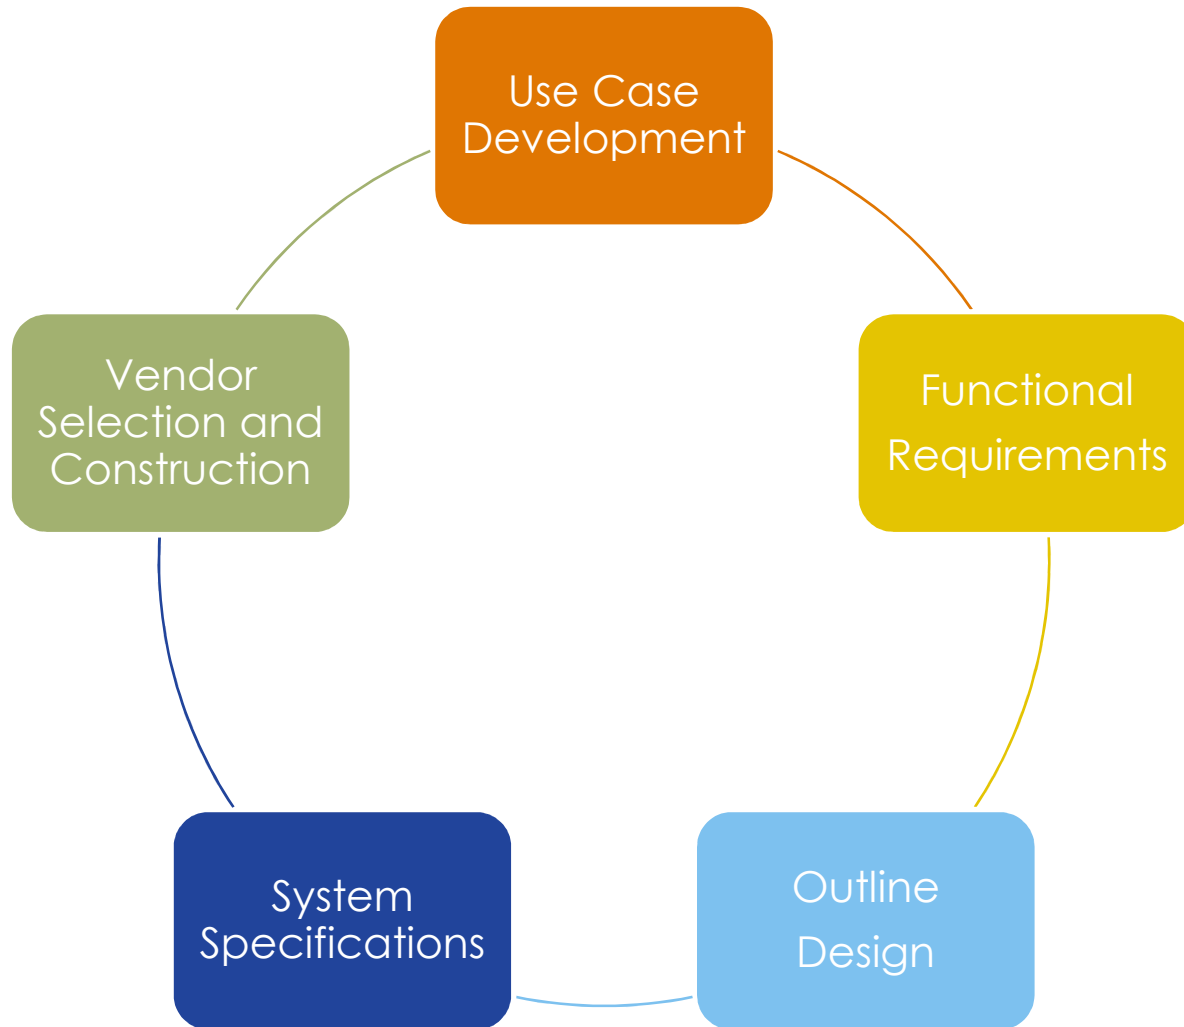 Use Case
Development
Functional
Requirements
Outline
Design
System
Specifications
Vendor
Selection and
Construction